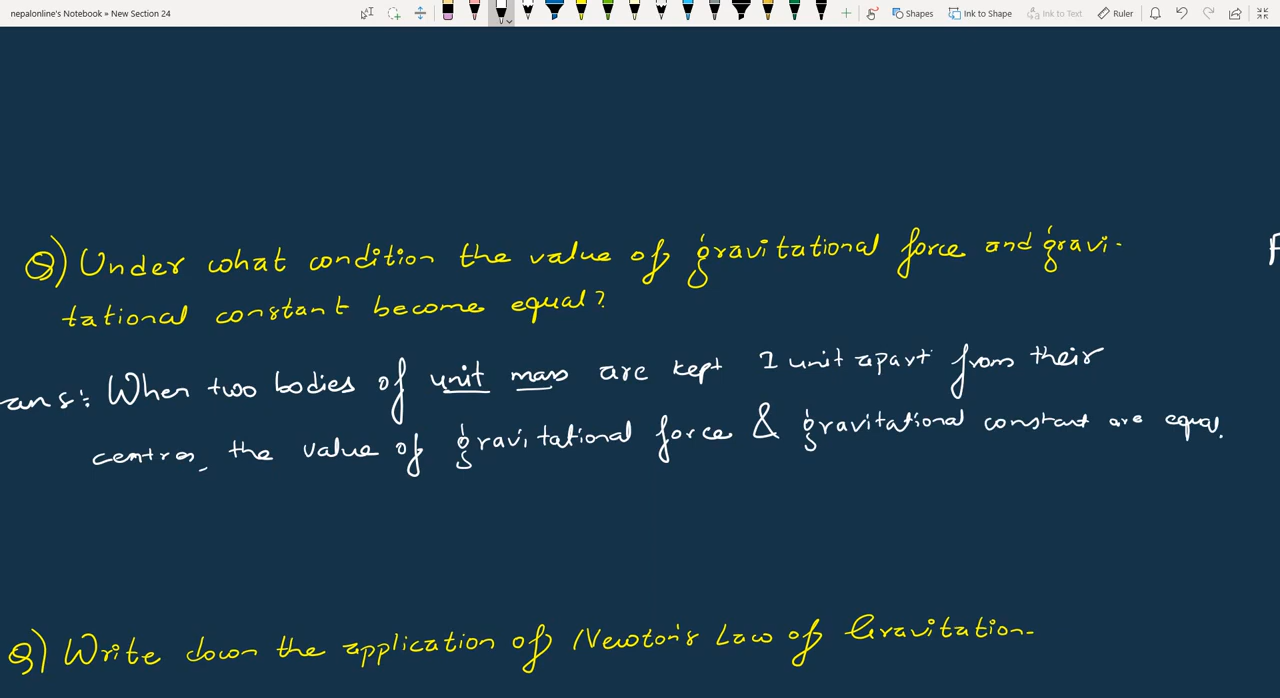 nepalonline's Notebook » New Section 24
Shapes
Ink to Shape
Ink to Text
Ruler
Q) Under what condition the value of gravitational force and gravi-
tational constant become equal?
ans: When two bodies of unit mass are kept 1 unit apart from their
centres, the value of gravitational force & gravitational constant are equal.
Q) Write down the application of Newton's Law of Gravitation.